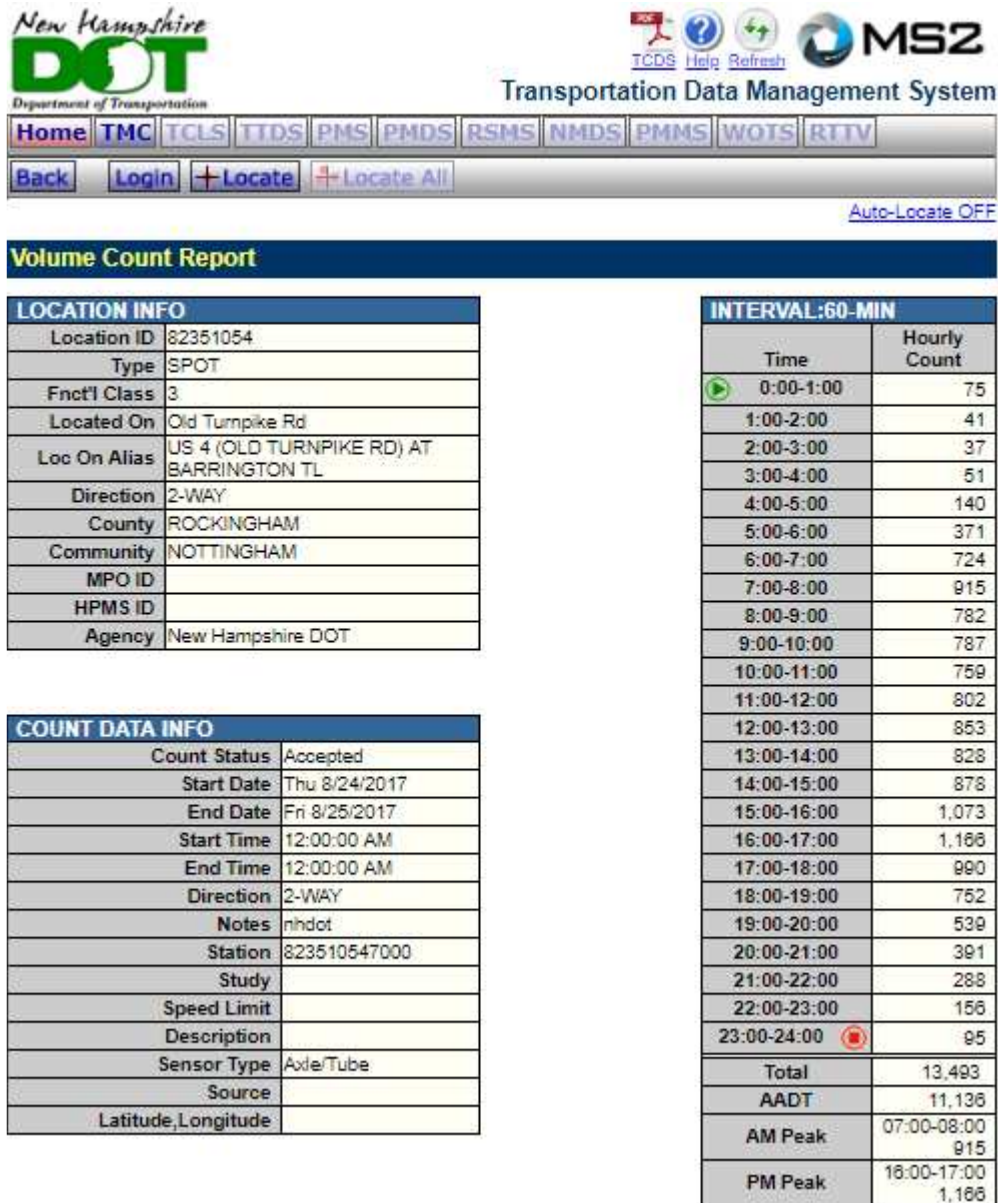 New Hampshire
DOT
Department of Transportation
PDF
TCDS Help Refresh
MS2
Transportation Data Management System
Home TMC TCLS TTDS PMS PMDS RSMS NMDS PMMS WOTS RTTV
Back Login +Locate +Locate All
Auto-Locate OFF
Volume Count Report
LOCATION INFO
Location ID 82351054
Type SPOT
Fnct'l Class 3
Located On Old Turnpike Rd
Loc On Alias US 4 (OLD TURNPIKE RD) AT
BARRINGTON TL
Direction 2-WAY
County ROCKINGHAM
Community NOTTINGHAM
MPO ID
HPMS ID
Agency New Hampshire DOT
COUNT DATA INFO
Count Status Accepted
Start Date Thu 8/24/2017
End Date Fri 8/25/2017
Start Time 12:00:00 AM
End Time 12:00:00 AM
Direction 2-WAY
Notes nhdot
Station 823510547000
Study
Speed Limit
Description
Sensor Type Axle/Tube
Source
Latitude,Longitude
INTERVAL:60-MIN
Time Hourly
Count
0:00-1:00 75
1:00-2:00 41
2:00-3:00 37
3:00-4:00 51
4:00-5:00 140
5:00-6:00 371
6:00-7:00 724
7:00-8:00 915
8:00-9:00 782
9:00-10:00 787
10:00-11:00 759
11:00-12:00 802
12:00-13:00 853
13:00-14:00 828
14:00-15:00 878
15:00-16:00 1,073
16:00-17:00 1,166
17:00-18:00 990
18:00-19:00 752
19:00-20:00 539
20:00-21:00 391
21:00-22:00 288
22:00-23:00 156
23:00-24:00 95
Total 13,493
AADT 11,136
AM Peak 07:00-08:00
915
PM Peak 16:00-17:00
1,166